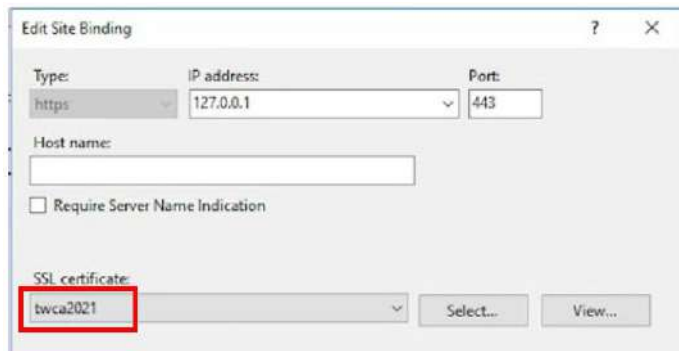 Edit Site Binding ? ×
Type: IP address: Port:
https 127.0.0.1 443
Host name:
Require Server Name Indication
SSL certificate:
twca2021 Select... View...